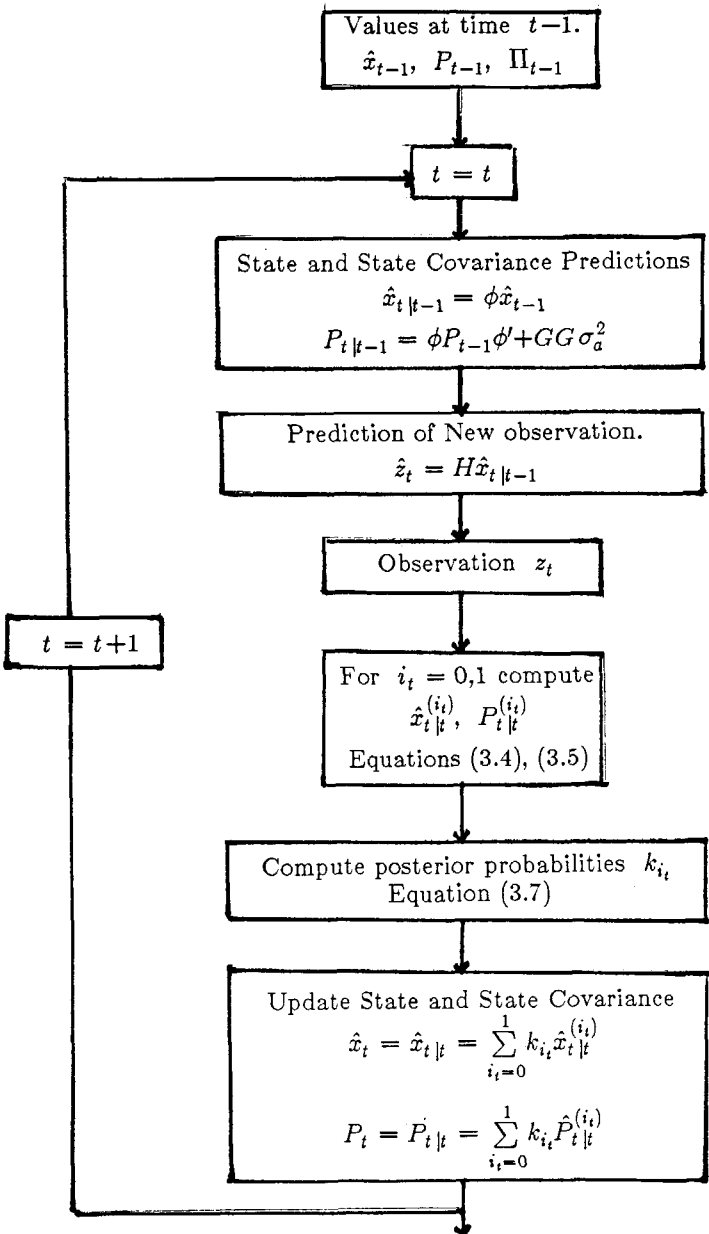 Values at time t−1.
x̂_{t−1}, P_{t−1}, Π_{t−1}
t = t
State and State Covariance Predictions
x̂_{t|t−1} = ϕx̂_{t−1}
P_{t|t−1} = ϕP_{t−1}ϕ′+GGσ_a^2
Prediction of New observation.
ẑ_t = Hx̂_{t|t−1}
Observation z_t
t = t+1
For i_t = 0,1 compute
x̂_{t|t}^{(i_t)}, P_{t|t}^{(i_t)}
Equations (3.4), (3.5)
Compute posterior probabilities k_{i_t}
Equation (3.7)
Update State and State Covariance
x̂_t = x̂_{t|t} = ∑_{i_t=0}^{1} k_{i_t} x̂_{t|t}^{(i_t)}
P_t = P_{t|t} = ∑_{i_t=0}^{1} k_{i_t} P̂_{t|t}^{(i_t)}